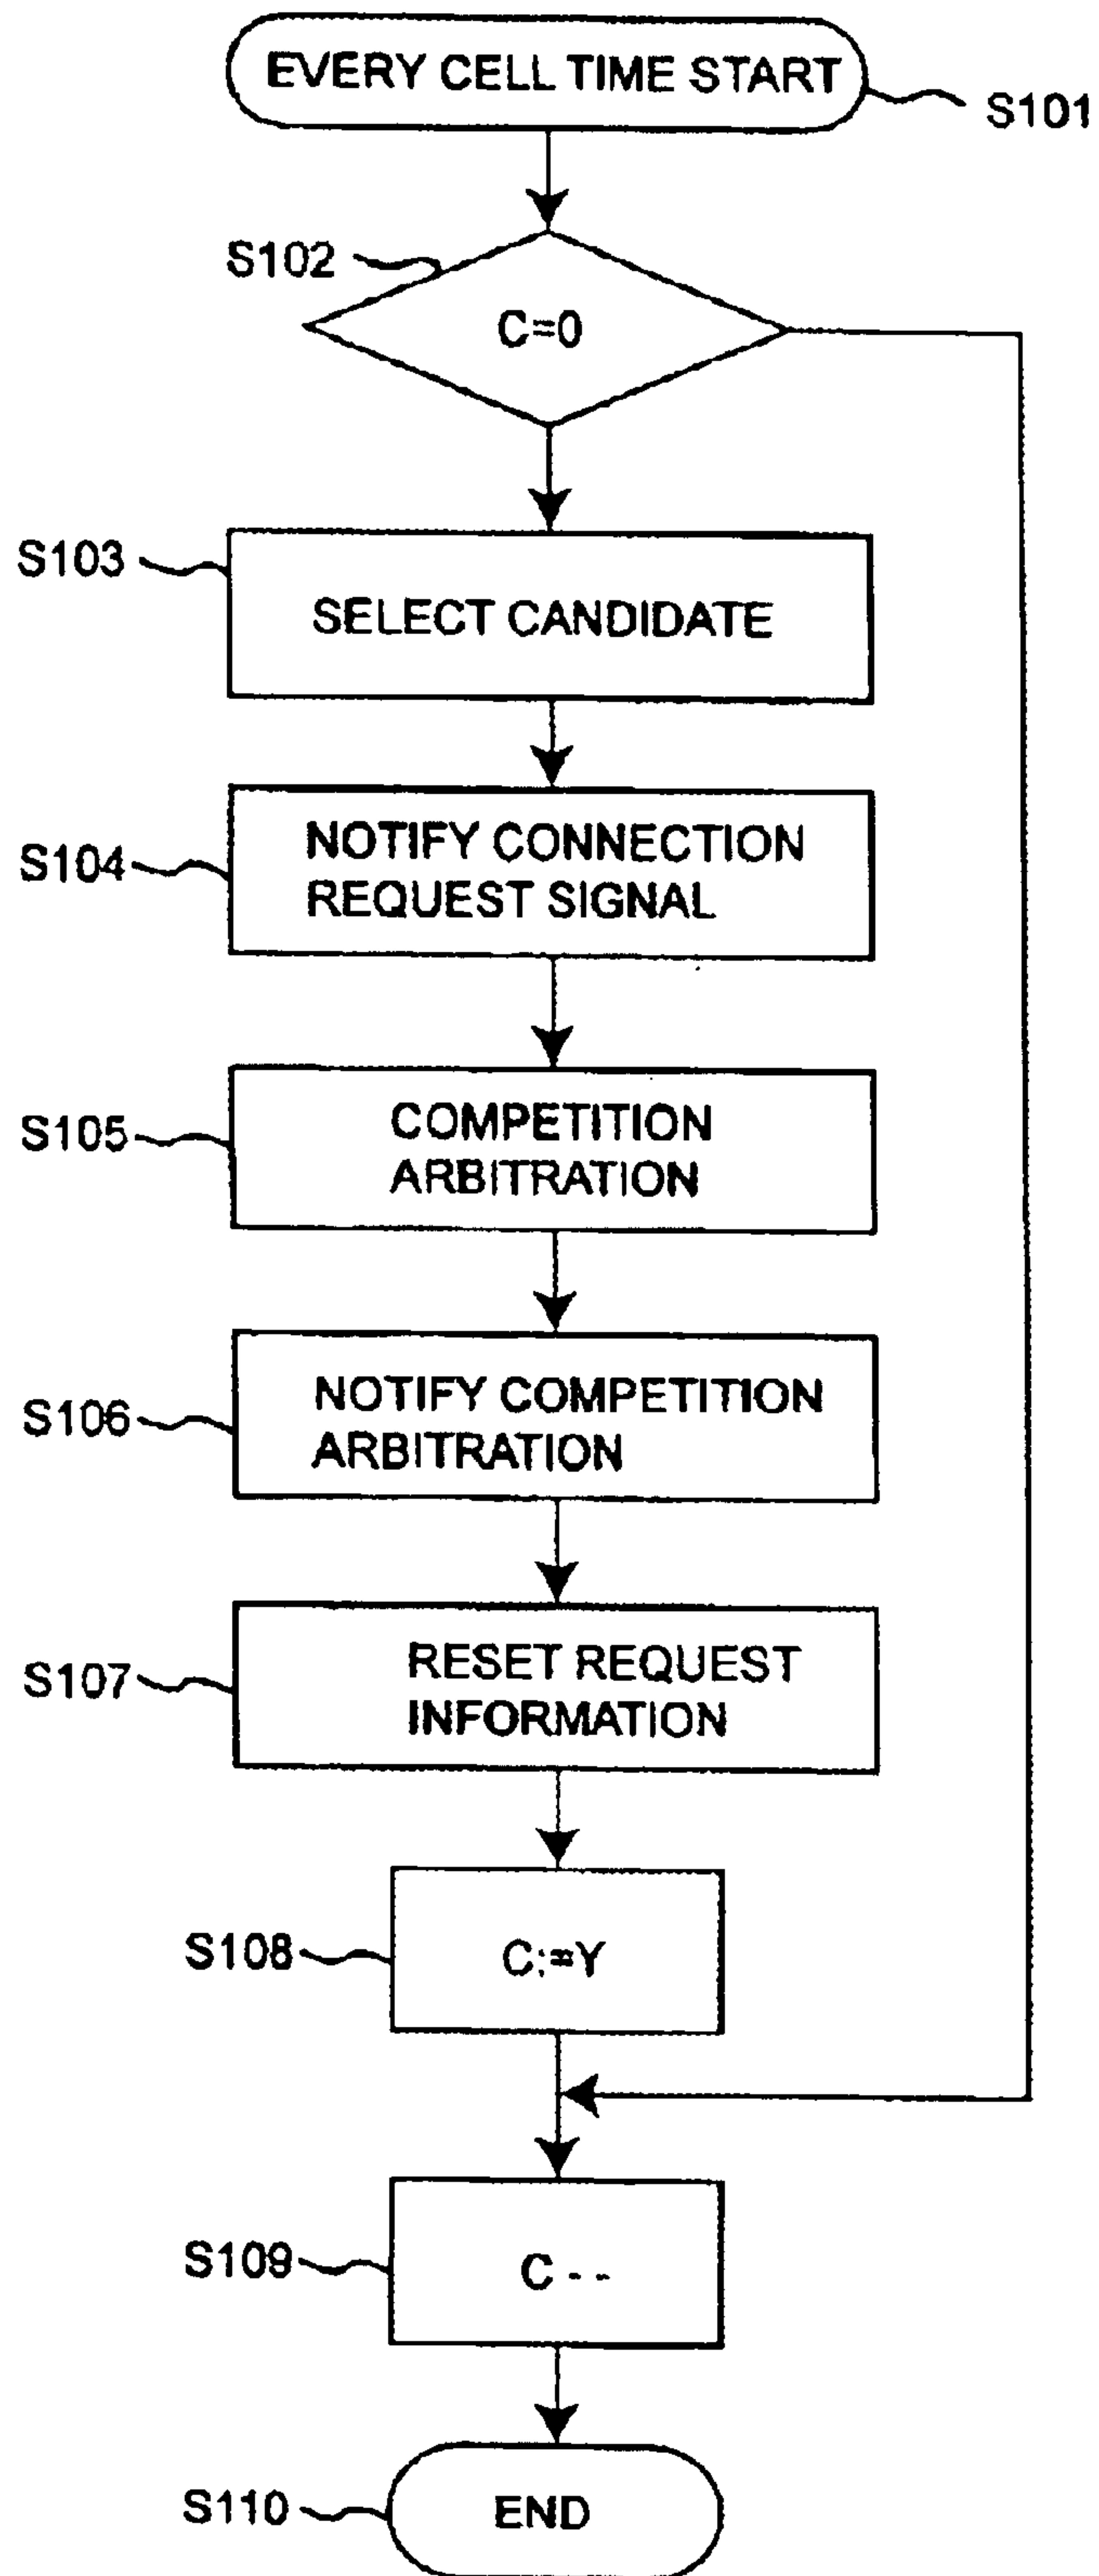 EVERY CELL TIME START
S101
S102
C=0
S103
SELECT CANDIDATE
S104
NOTIFY CONNECTION
REQUEST SIGNAL
S105
COMPETITION
ARBITRATION
S106
NOTIFY COMPETITION
ARBITRATION
S107
RESET REQUEST
INFORMATION
S108
C:=Y
S109
C--
S110
END